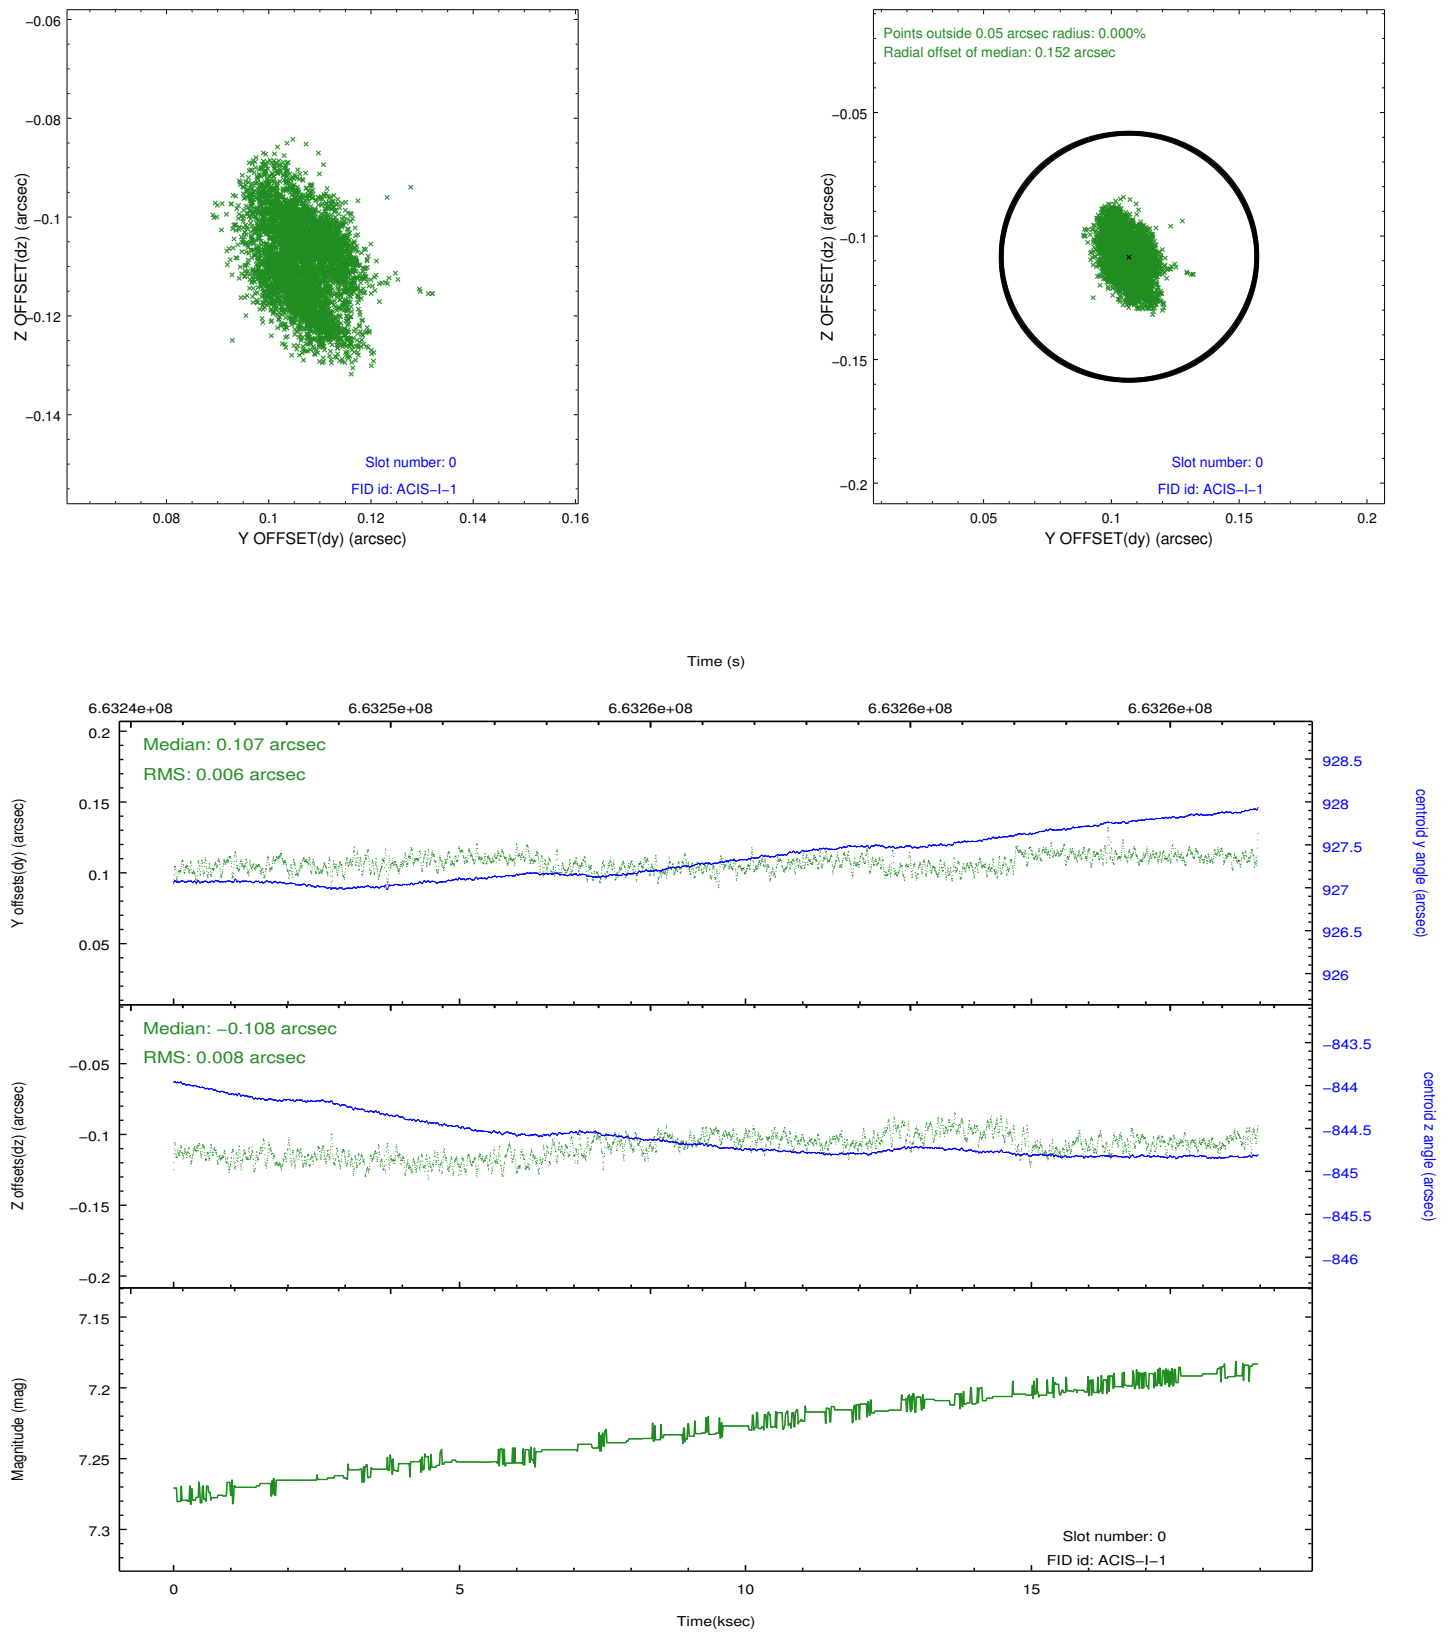 −0.06
−0.08
−0.1
−0.12
−0.14
Z OFFSET(dz) (arcsec)
Slot number: 0
FID id: ACIS−I−1
0.08
0.1
0.12
0.14
0.16
Y OFFSET(dy) (arcsec)
Points outside 0.05 arcsec radius: 0.000%
Radial offset of median: 0.152 arcsec
−0.05
−0.1
−0.15
−0.2
Z OFFSET(dz) (arcsec)
Slot number: 0
FID id: ACIS−I−1
0.05
0.1
0.15
0.2
Y OFFSET(dy) (arcsec)
Time (s)
6.6324e+08
6.6325e+08
6.6326e+08
6.6326e+08
6.6326e+08
Median: 0.107 arcsec
RMS: 0.006 arcsec
0.2
0.15
0.1
0.05
Y offsets(dy) (arcsec)
928.5
928
927.5
927
926.5
926
centroid y angle (arcsec)
Median: −0.108 arcsec
RMS: 0.008 arcsec
−0.05
−0.1
−0.15
−0.2
Z offsets(dz) (arcsec)
−843.5
−844
−844.5
−845
−845.5
−846
centroid z angle (arcsec)
7.15
7.2
7.25
7.3
Magnitude (mag)
Slot number: 0
FID id: ACIS−I−1
0
5
10
15
Time(ksec)